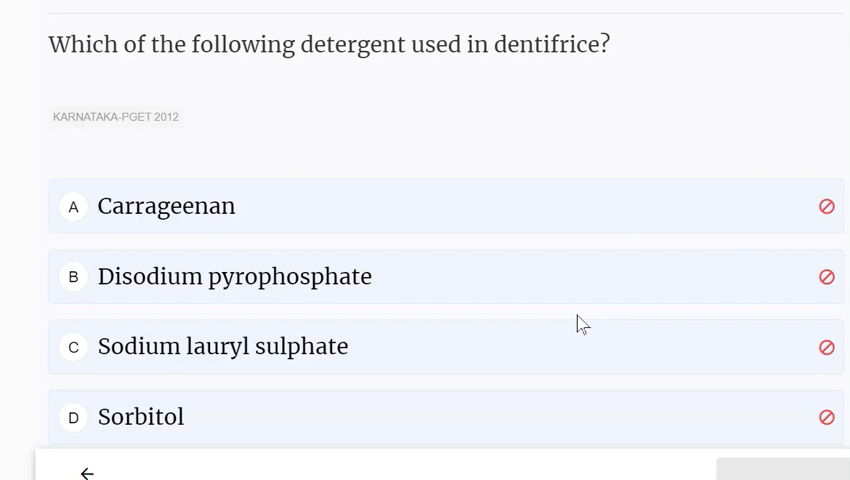 Which of the following detergent used in dentifrice?
KARNATAKA-PGET 2012
A Carrageenan
B Disodium pyrophosphate
C Sodium lauryl sulphate
D Sorbitol